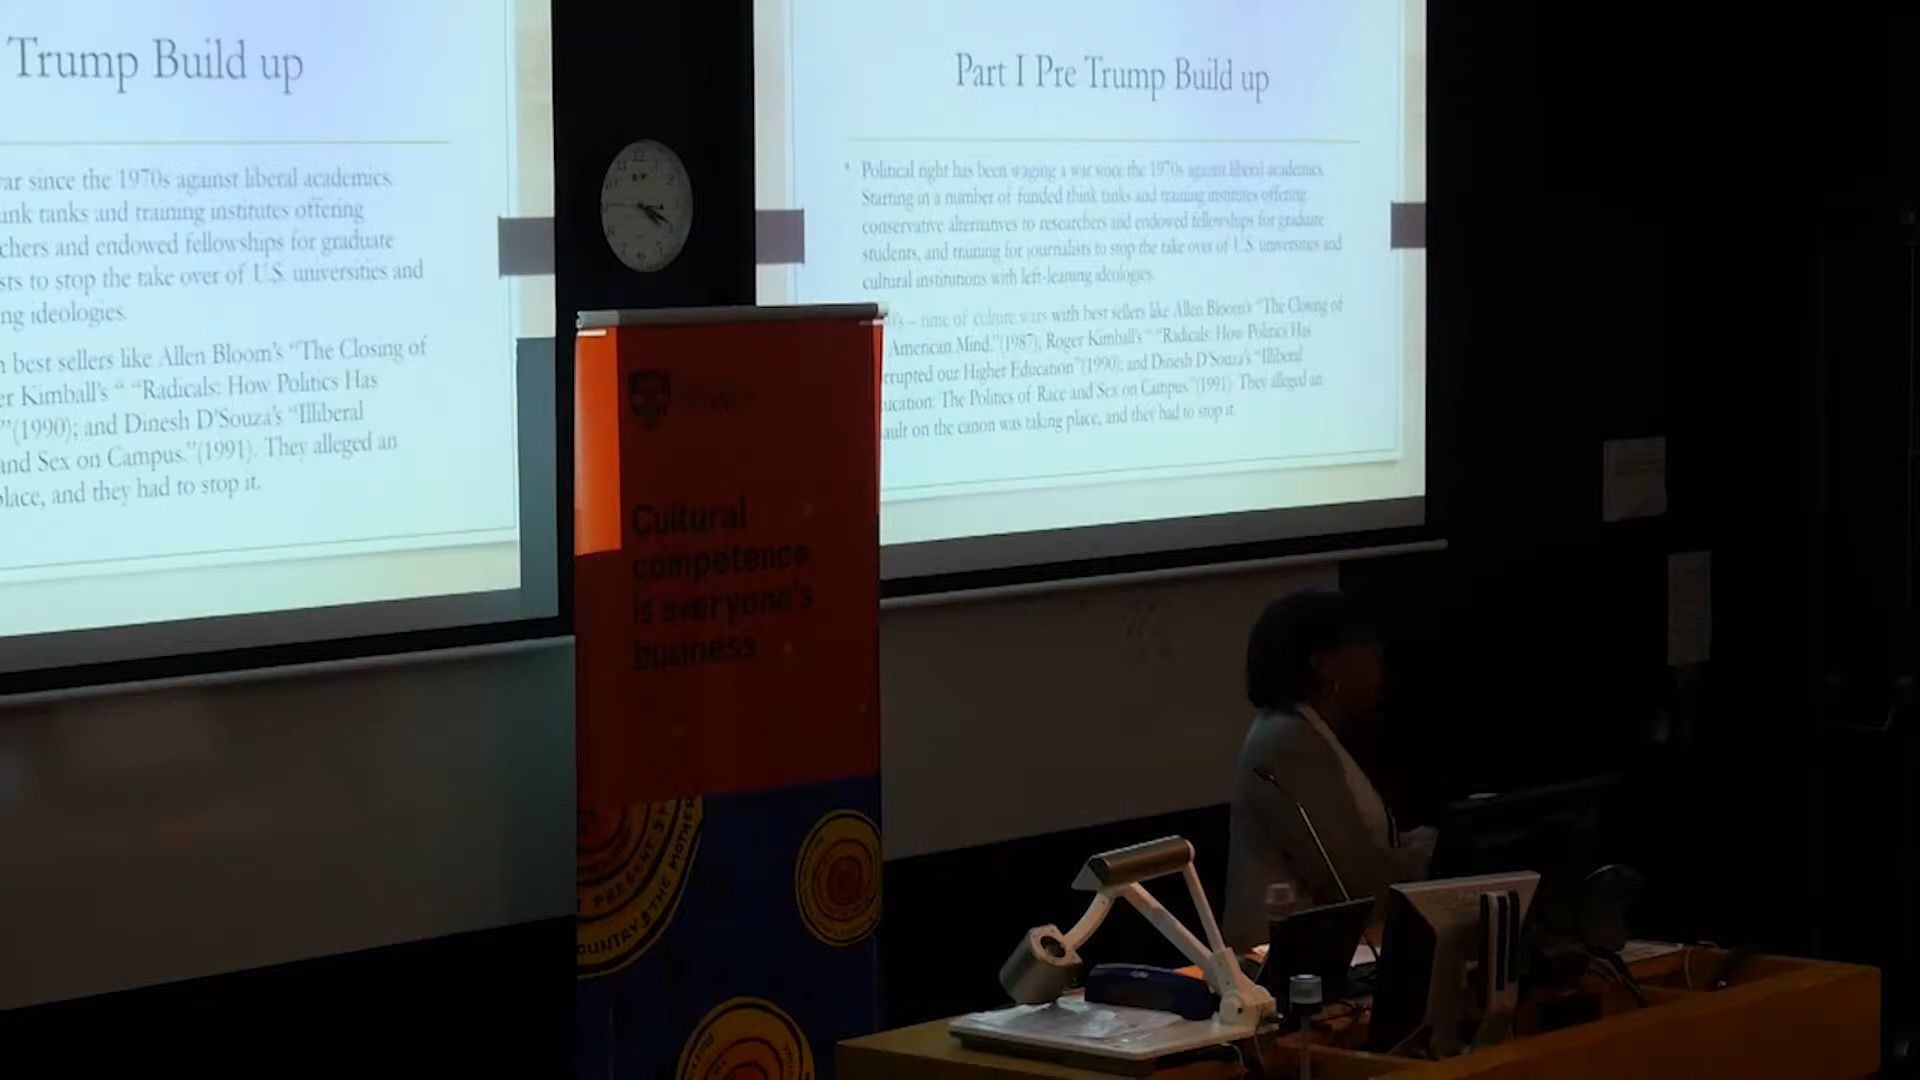 Trump Build up
ar since the 1970s against liberal academics.
ink tanks and training institutes offering
chers and endowed fellowships for graduate
sts to stop the take over of U.S. universities and
ng ideologies.
best sellers like Allen Bloom's "The Closing of
er Kimball's " "Radicals: How Politics Has
"(1990); and Dinesh D'Souza's "Illiberal
and Sex on Campus."(1991). They alleged an
place, and they had to stop it.
Part I Pre Trump Build up
Political right has been waging a war since the 1970s against liberal academics.
Starting in a number of funded think tanks and training institutes offering
conservative alternatives to researchers and endowed fellowships for graduate
students, and training for journalists to stop the take over of U.S. universities and
cultural institutions with left-leaning ideologies.
0's – time of culture wars with best sellers like Allen Bloom's "The Closing of
American Mind."(1987); Roger Kimball's " "Radicals: How Politics Has
rrupted our Higher Education"(1990); and Dinesh D'Souza's "Illiberal
ucation: The Politics of Race and Sex on Campus."(1991). They alleged an
ault on the canon was taking place, and they had to stop it.
Cultural
competence
is everyone's
business
PRESENT
OUNTRY THE MOTHER